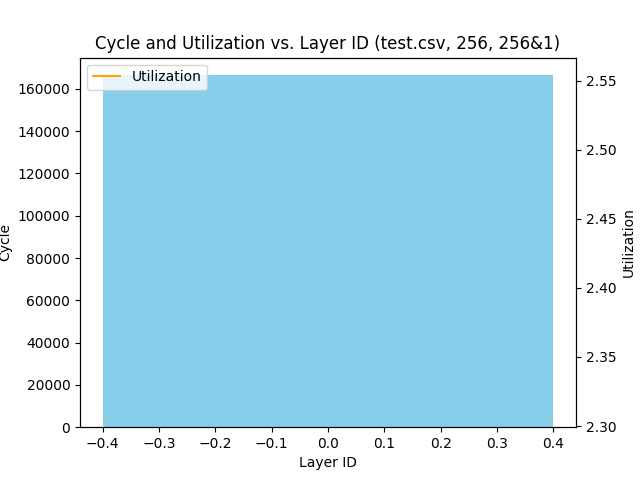 Cycle and Utilization vs. Layer ID (test.csv, 256, 256&1)
Utilization
160000
140000
120000
100000
80000
60000
40000
20000
0
Cycle
2.55
2.50
2.45
2.40
2.35
2.30
Utilization
−0.4 −0.3 −0.2 −0.1 0.0 0.1 0.2 0.3 0.4
Layer ID